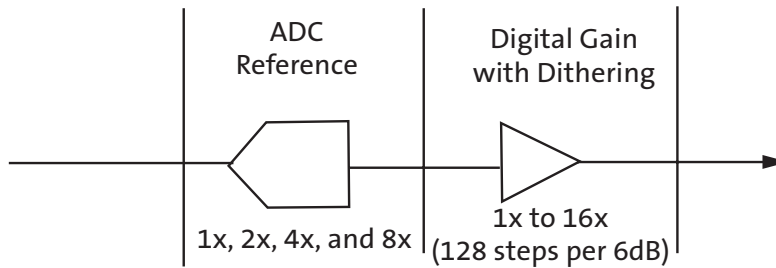 ADC
Reference
1x, 2x, 4x, and 8x
Digital Gain
with Dithering
1x to 16x
(128 steps per 6dB)